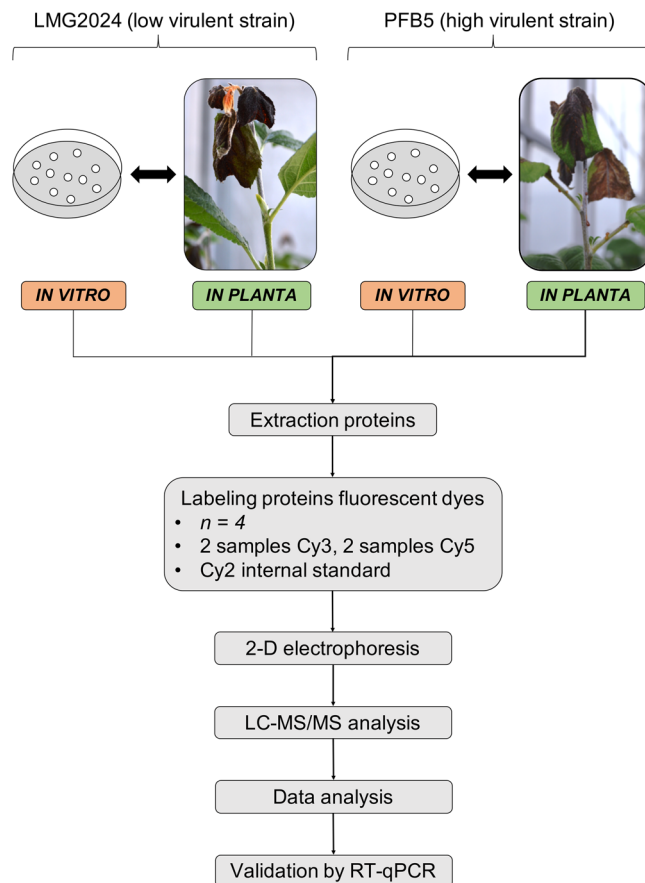 LMG2024 (low virulent strain)
PFB5 (high virulent strain)
IN VITRO
IN PLANTA
IN VITRO
IN PLANTA
Extraction proteins
Labeling proteins fluorescent dyes
• n = 4
• 2 samples Cy3, 2 samples Cy5
• Cy2 internal standard
2-D electrophoresis
LC-MS/MS analysis
Data analysis
Validation by RT-qPCR